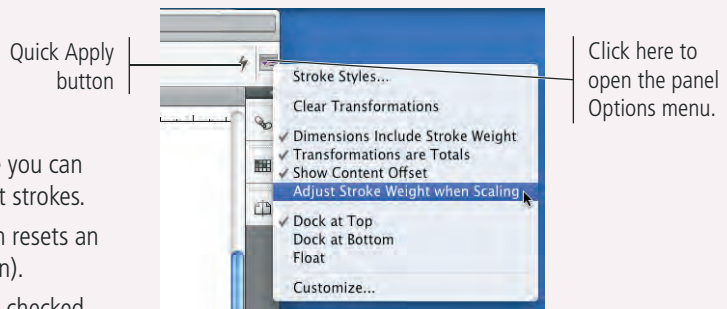 Quick Apply
button
Click here to
open the panel
Options menu.
Stroke Styles...
Clear Transformations
✓ Dimensions Include Stroke Weight
✓ Transformations are Totals
✓ Show Content Offset
Adjust Stroke Weight when Scaling
✓ Dock at Top
Dock at Bottom
Float
Customize...
you can
t strokes.
resets an
n).
checked